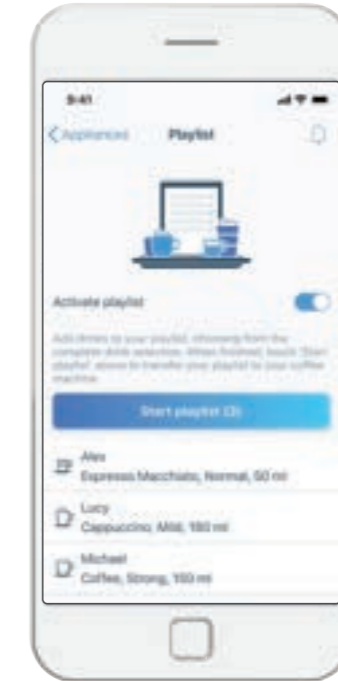 9:41
Appliances Playlist
Activate playlist
Add drinks to your playlist, choosing from the
complete drink selection. When finished, touch 'Start
playlist' above to transfer your playlist to your coffee
machine.
Start playlist (3)
Alex
Espresso Macchiato, Normal, 50 ml
Lucy
Cappuccino, Mild, 180 ml
Michael
Coffee, Strong, 150 ml